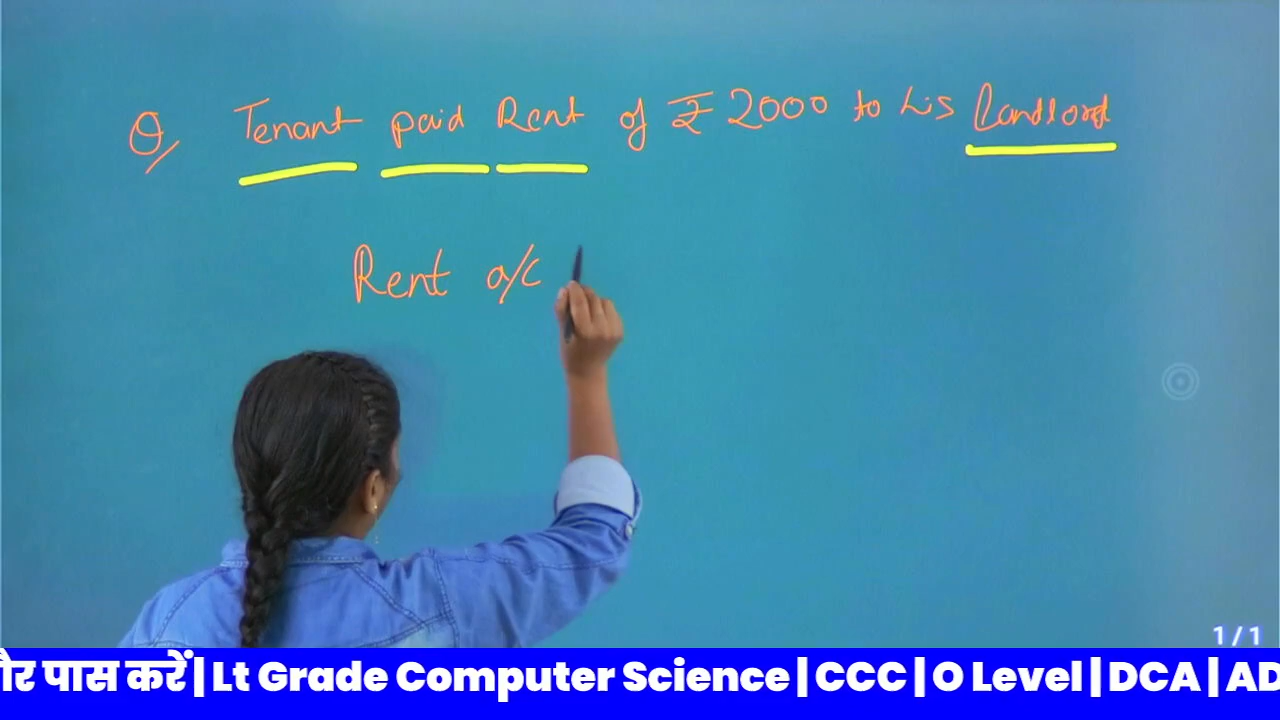 Q/ Tenant paid Rent of ₹ 2000 to his Landlord
Rent a/c
1 / 1
और पास करें | Lt Grade Computer Science | CCC | O Level | DCA | AD